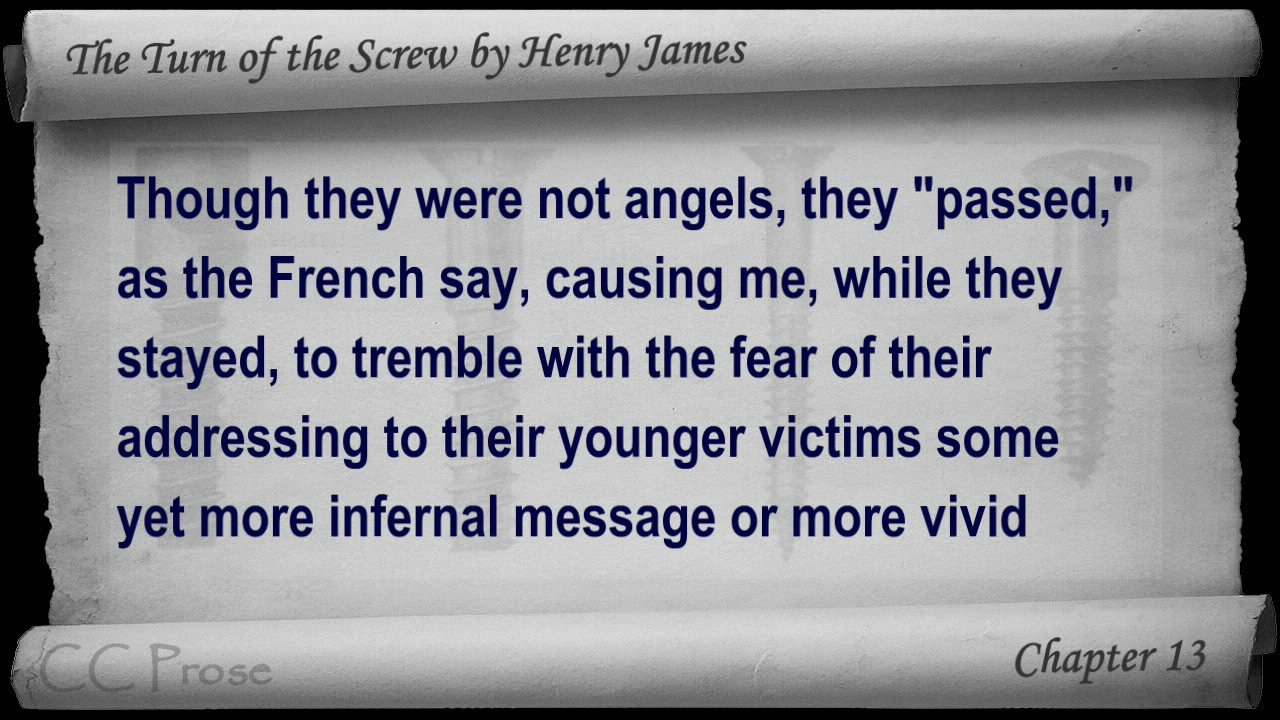 The Turn of the Screw by Henry James
Though they were not angels, they "passed,"
as the French say, causing me, while they
stayed, to tremble with the fear of their
addressing to their younger victims some
yet more infernal message or more vivid
CC Prose
Chapter 13